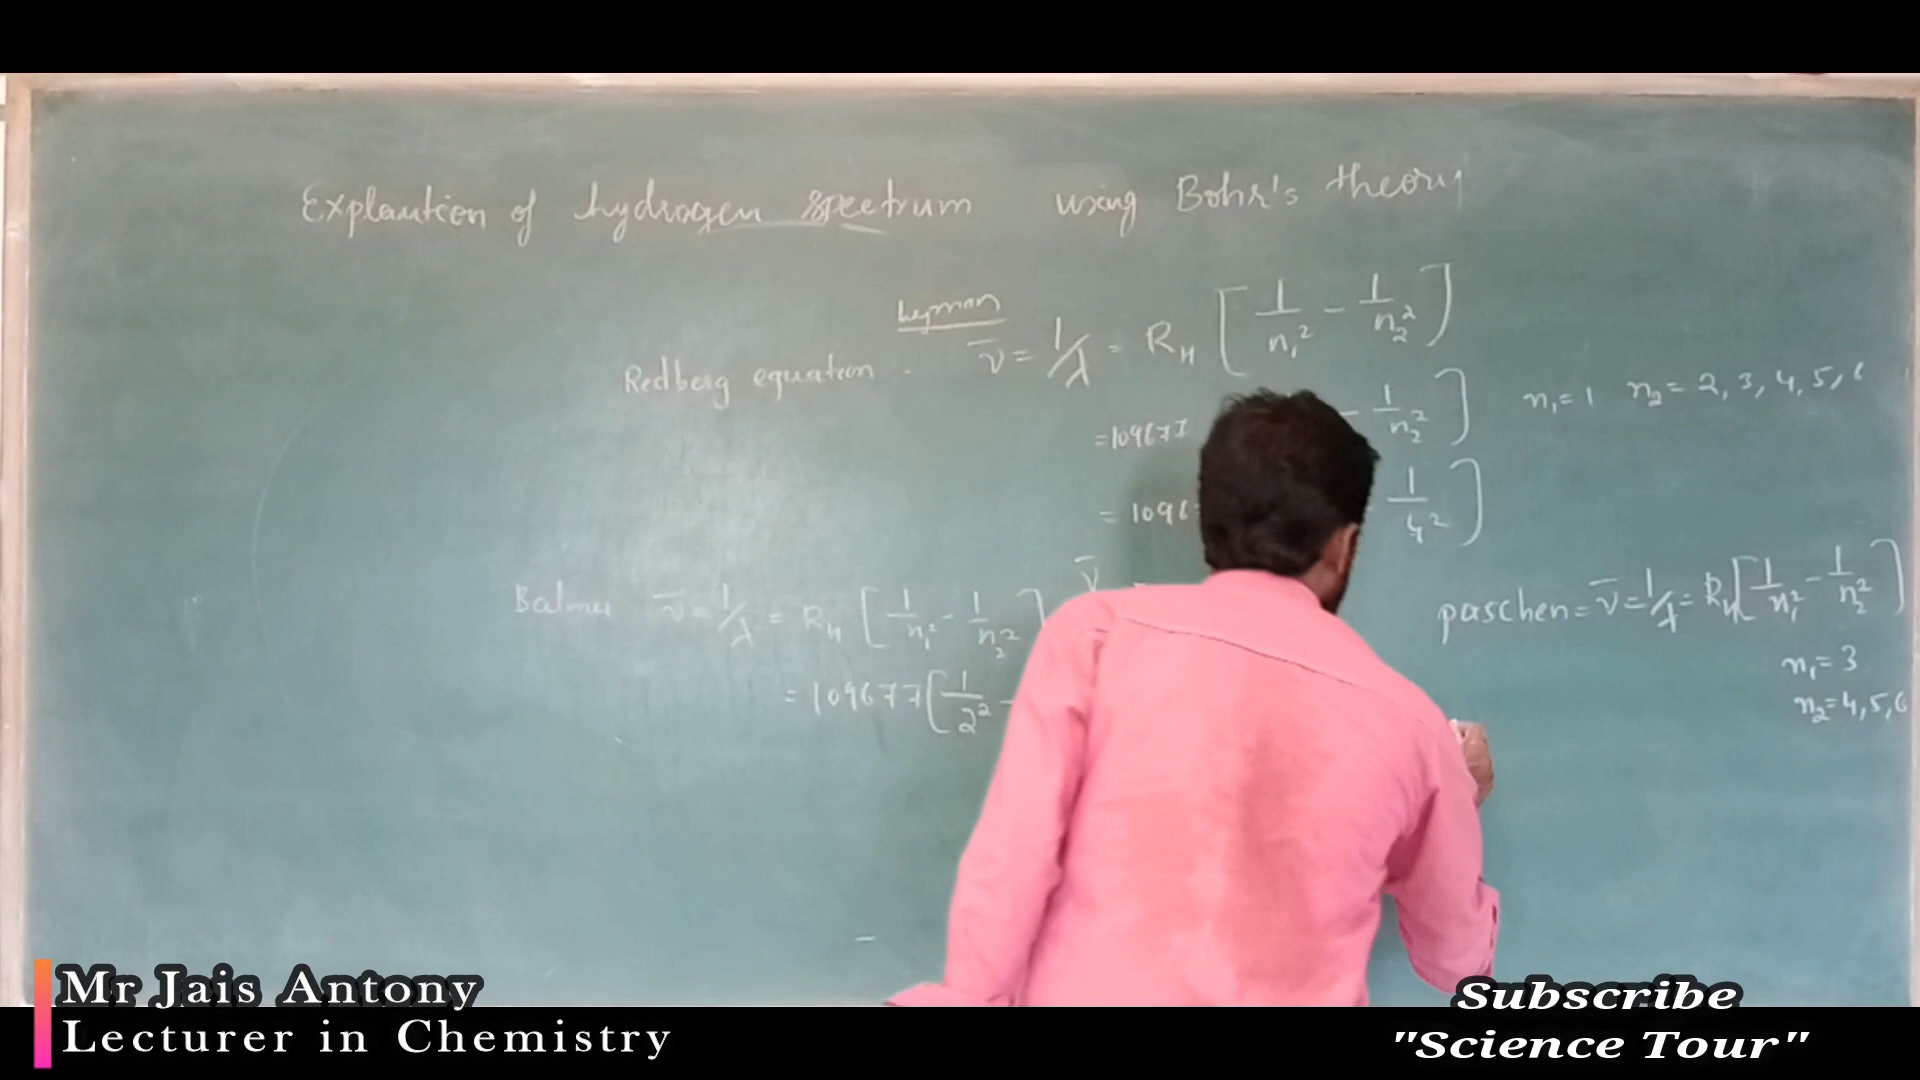 Explaution of hydrogen spectrum using Bohr's theory
Lyman
Redberg equation . ν̄ = 1/λ = R_H [ 1/n₁² - 1/n₂² ]
=109677 - 1/n₂² ] n₁=1 n₂= 2, 3, 4, 5, 6
= 1096 1/4² ]
Balmer ν̄ = 1/λ = R_H [ 1/n₁² - 1/n₂² ] ν̄
= 109677 [ 1/2² -
paschen = ν̄ = 1/λ = R_H [ 1/n₁² - 1/n₂² ]
n₁= 3
n₂=4,5,6
Mr Jais Antony
Lecturer in Chemistry
Subscribe
"Science Tour"